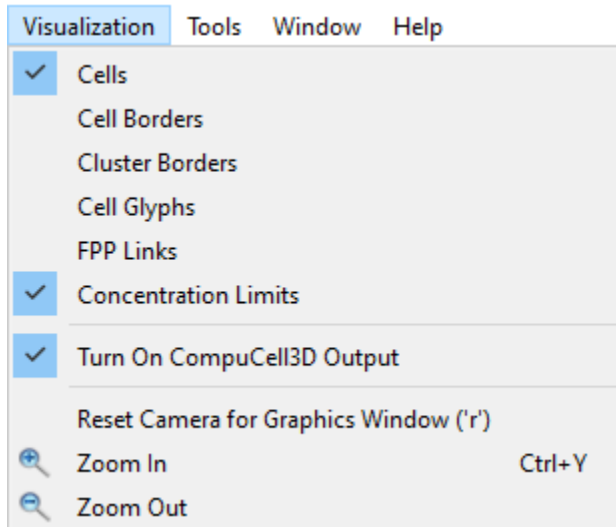 Visualization Tools Window Help
Cells
Cell Borders
Cluster Borders
Cell Glyphs
FPP Links
Concentration Limits
Turn On CompuCell3D Output
Reset Camera for Graphics Window ('r')
Zoom In Ctrl+Y
Zoom Out